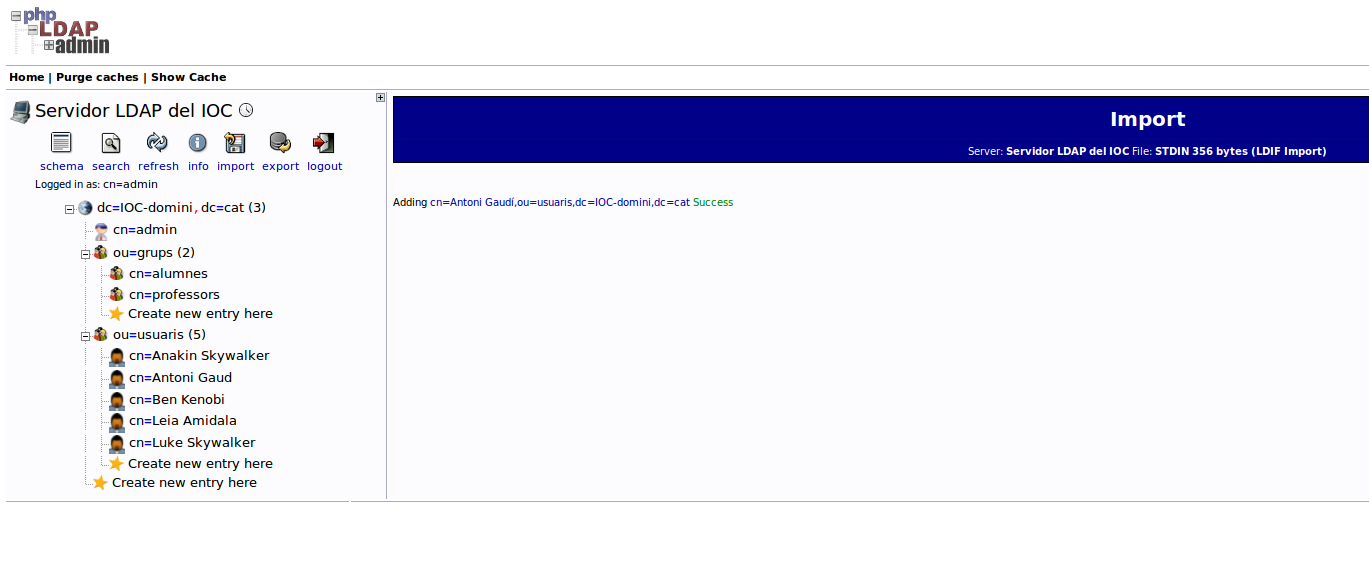 php
LDAP
admin
Home | Purge caches | Show Cache
Servidor LDAP del IOC
schema search refresh info import export logout
Logged in as: cn=admin
dc=IOC-domini, dc=cat (3)
cn=admin
ou=grups (2)
cn=alumnes
cn=professors
Create new entry here
ou=usuaris (5)
cn=Anakin Skywalker
cn=Antoni Gaud
cn=Ben Kenobi
cn=Leia Amidala
cn=Luke Skywalker
Create new entry here
Create new entry here
Import
Server: Servidor LDAP del IOC File: STDIN 356 bytes (LDIF Import)
Adding cn=Antoni Gaudí,ou=usuaris,dc=IOC-domini,dc=cat Success